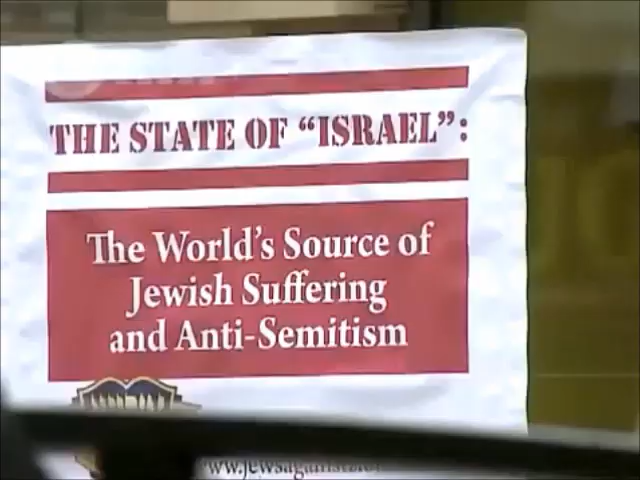 THE STATE OF “ISRAEL”:
The World's Source of
Jewish Suffering
and Anti-Semitism